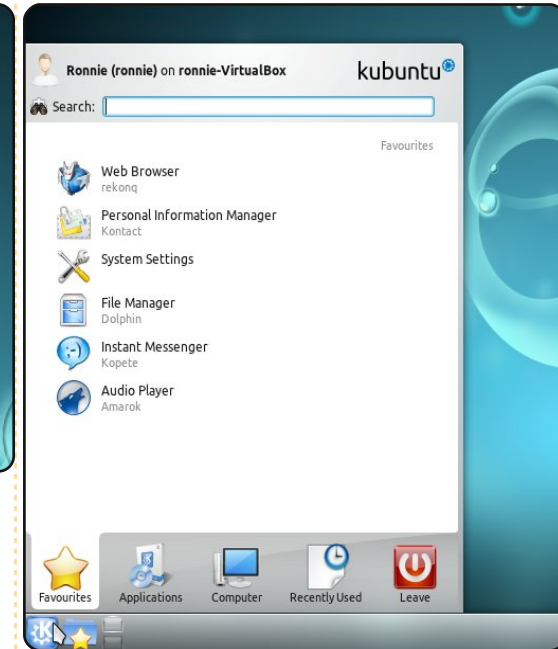 Ronnie (ronnie) on ronnie-VirtualBox
kubuntu
Search:
Favourites
Web Browser
rekonq
Personal Information Manager
Kontact
System Settings
File Manager
Dolphin
Instant Messenger
Kopete
Audio Player
Amarok
Favourites Applications Computer Recently Used Leave